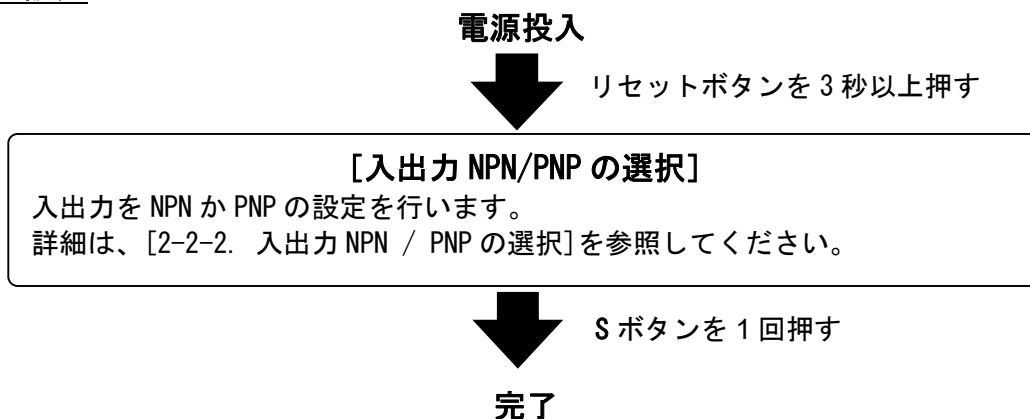 電源投入
リセットボタンを3秒以上押す
[入出力 NPN/PNP の選択]
入出力を NPN か PNP の設定を行います。
詳細は、[2-2-2. 入出力 NPN / PNP の選択]を参照してください。
S ボタンを 1 回押す
完了